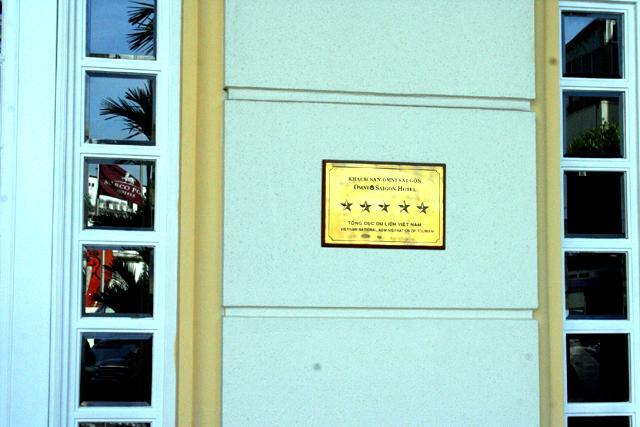 KHÁCH SẠN OMNI SÀI GÒN
OMNI SAIGON HOTEL
TỔNG CỤC DU LỊCH VIỆT NAM
VIETNAM NATIONAL ADMINISTRATION OF TOURISM